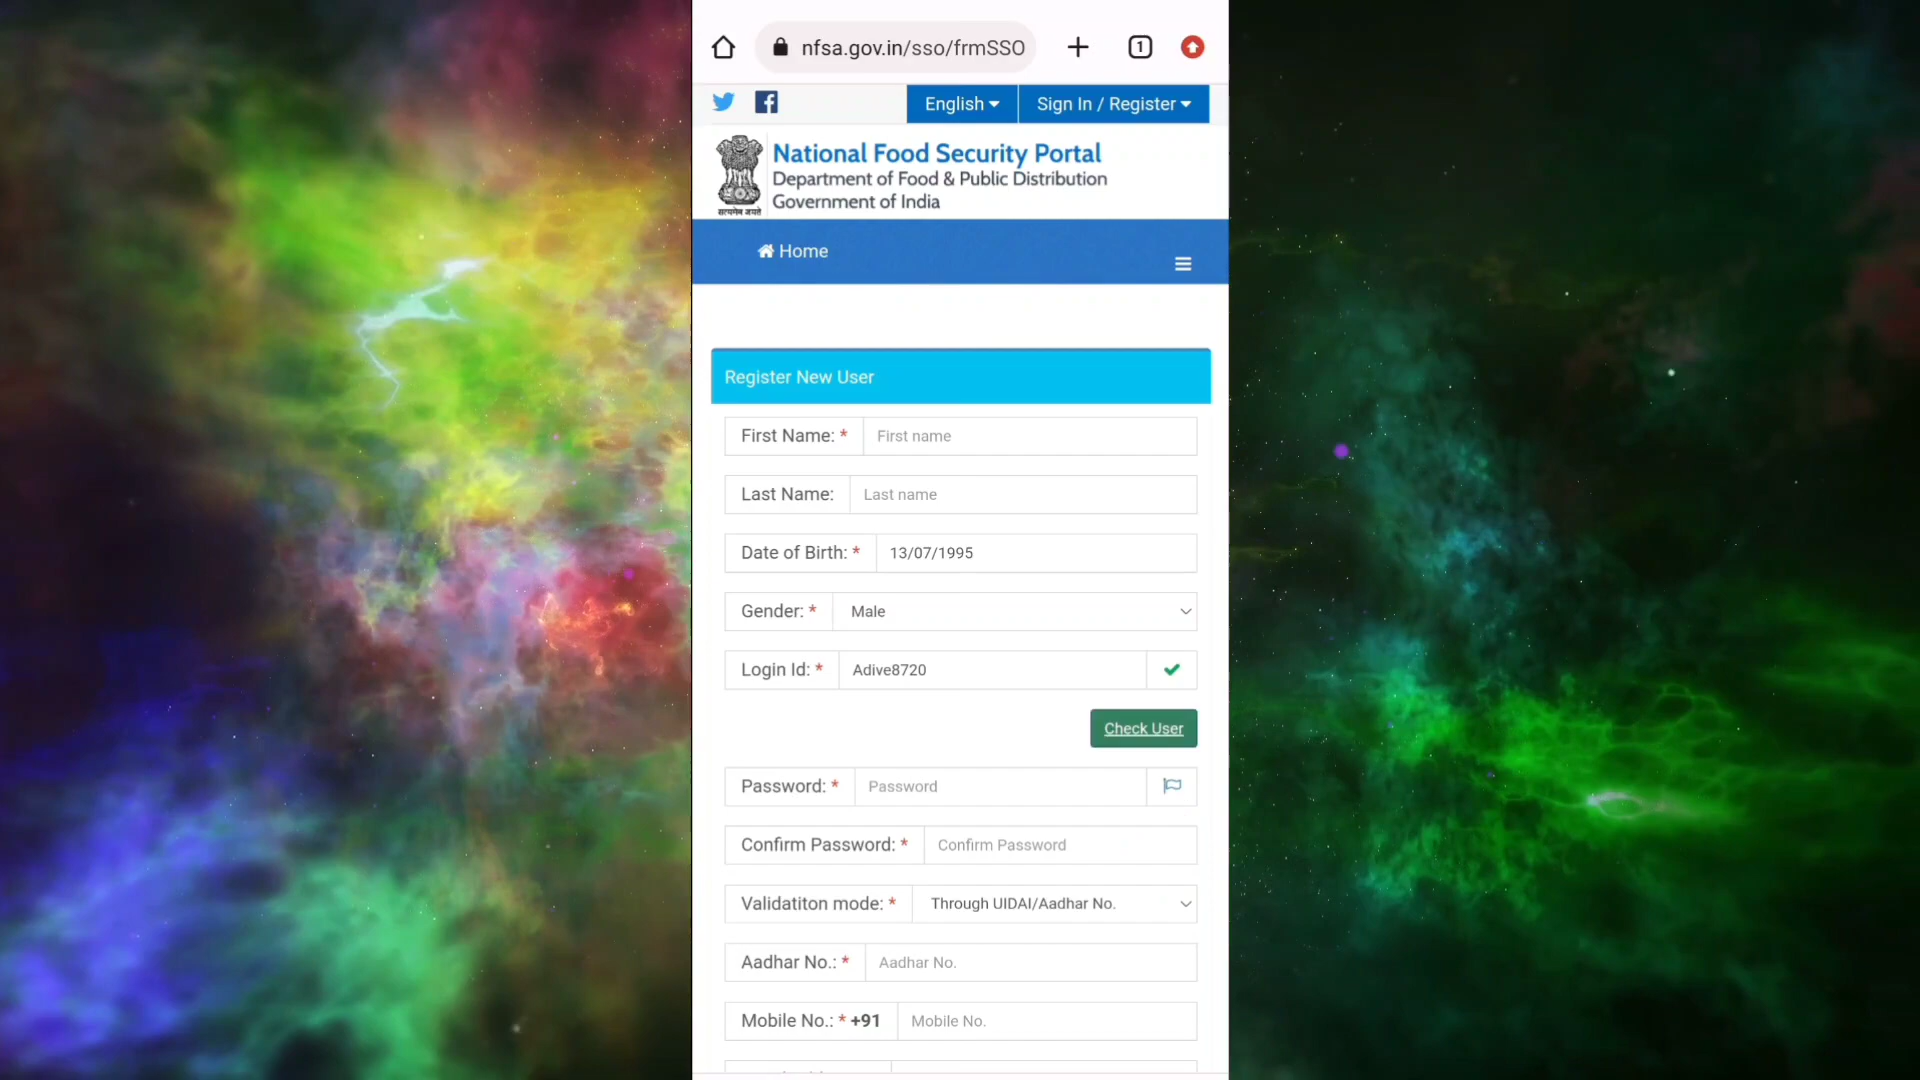 nfsa.gov.in/sso/frmSSO
1
English
Sign In / Register
National Food Security Portal
Department of Food & Public Distribution
Government of India
सत्यमेव जयते
Home
Register New User
First Name: * First name
Last Name: Last name
Date of Birth: * 13/07/1995
Gender: * Male
Login Id: * Adive8720
Check User
Password: * Password
Confirm Password: * Confirm Password
Validatiton mode: * Through UIDAI/Aadhar No.
Aadhar No.: * Aadhar No.
Mobile No.: * +91 Mobile No.